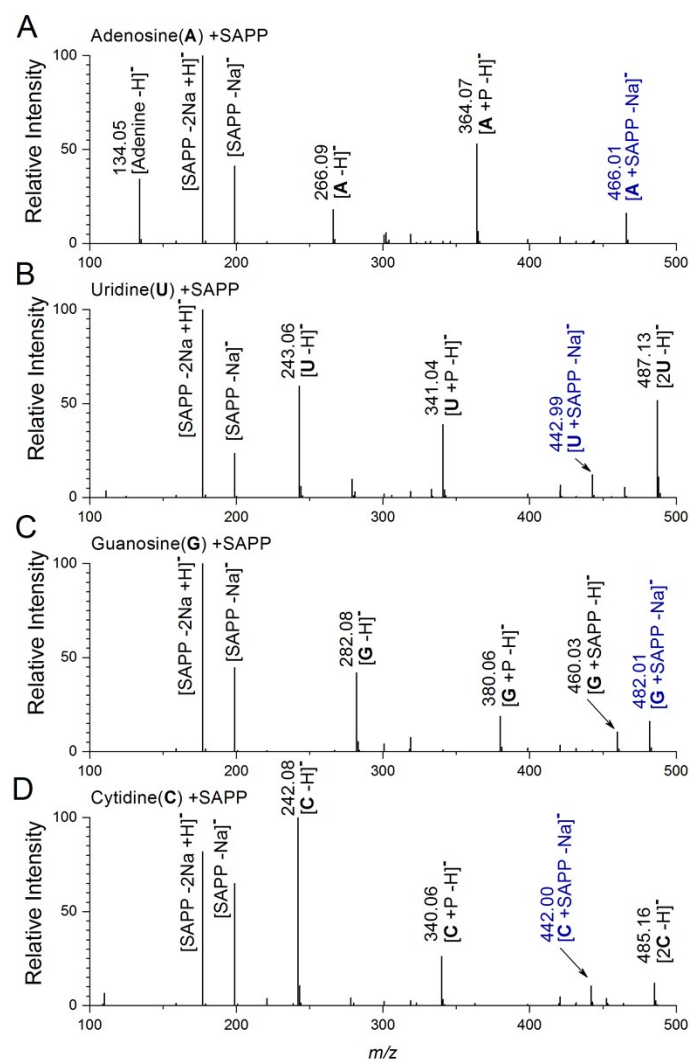 A
Adenosine(A) +SAPP
Relative Intensity
100
50
0
134.05
[Adenine -H]-
[SAPP -2Na +H]-
[SAPP -Na]-
266.09
[A -H]-
364.07
[A +P -H]-
466.01
[A +SAPP -Na]-
100
200
300
400
500
B
Uridine(U) +SAPP
Relative Intensity
100
50
0
[SAPP -2Na +H]-
[SAPP -Na]-
243.06
[U -H]-
341.04
[U +P -H]-
442.99
[U +SAPP -Na]-
487.13
[2U -H]-
100
200
300
400
500
C
Guanosine(G) +SAPP
Relative Intensity
100
50
0
[SAPP -2Na +H]-
[SAPP -Na]-
282.08
[G -H]-
380.06
[G +P -H]-
460.03
[G +SAPP -H]-
482.01
[G +SAPP -Na]-
100
200
300
400
500
D
Cytidine(C) +SAPP
Relative Intensity
100
50
0
[SAPP -2Na +H]-
[SAPP -Na]-
242.08
[C -H]-
340.06
[C +P -H]-
442.00
[C +SAPP -Na]-
485.16
[2C -H]-
100
200
300
400
500
m/z